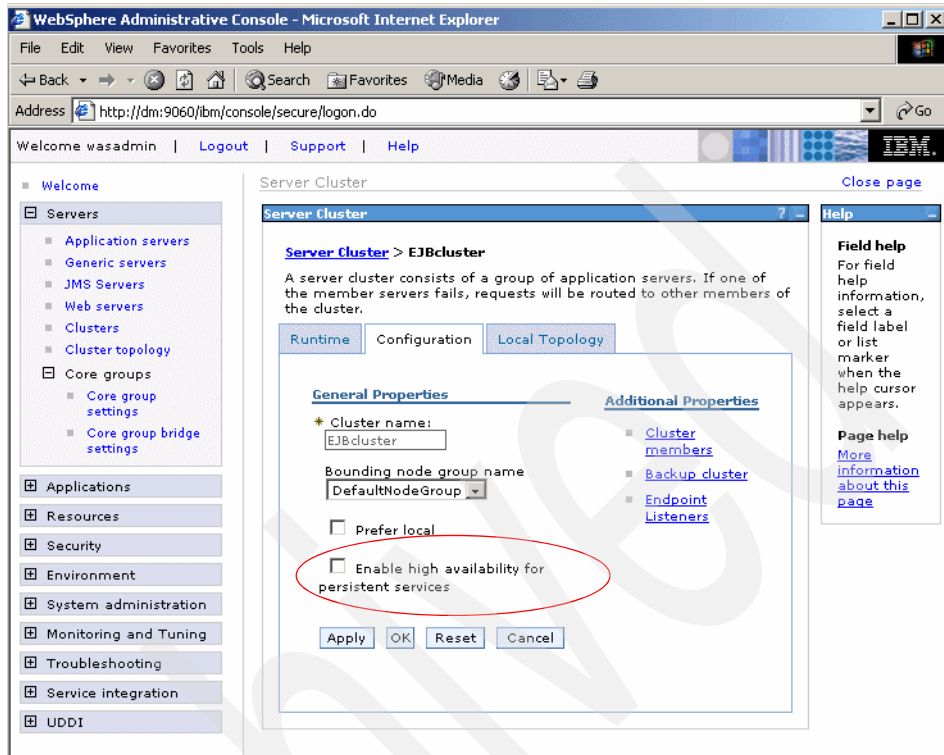 WebSphere Administrative Console - Microsoft Internet Explorer
File Edit View Favorites Tools Help
Back Search Favorites Media
Address http://dm:9060/ibm/console/secure/logon.do Go
Welcome wasadmin | Logout | Support | Help IBM.
Welcome
Servers
Application servers
Generic servers
JMS Servers
Web servers
Clusters
Cluster topology
Core groups
Core group
settings
Core group bridge
settings
Applications
Resources
Security
Environment
System administration
Monitoring and Tuning
Troubleshooting
Service integration
UDDI
Server Cluster Close page
Server Cluster ? -
Server Cluster > EJBcluster
A server cluster consists of a group of application servers. If one of
the member servers fails, requests will be routed to other members of
the cluster.
Runtime Configuration Local Topology
General Properties
* Cluster name:
EJBcluster
Bounding node group name
DefaultNodeGroup
Prefer local
Enable high availability for
persistent services
Apply OK Reset Cancel
Additional Properties
Cluster
members
Backup cluster
Endpoint
Listeners
Help -
Field help
For field
help
information,
select a
field label
or list
marker
when the
help cursor
appears.
Page help
More
information
about this
page